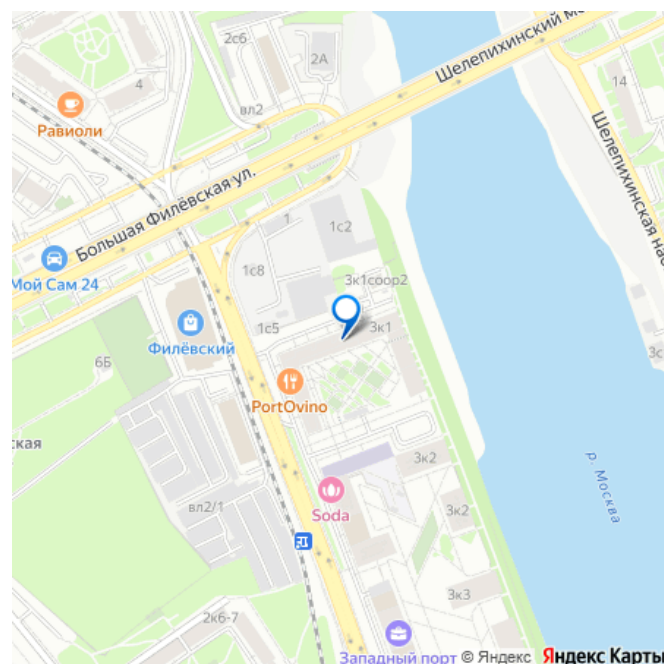 2с6
2А
4
Шелепихинский мо
14
Равиоли
вл2
Шелепихинская наб
Большая Филёвская ул.
1
1с2
1с8
Мой Сам 24
3к1соор2
1с5
3к1
Филёвский
6Б
3с
PortOvino
ская
3к2
р. Москва
Soda
вл2/1
3к2
3к3
2к6-7
Западный порт
© Яндекс Яндекс Карты